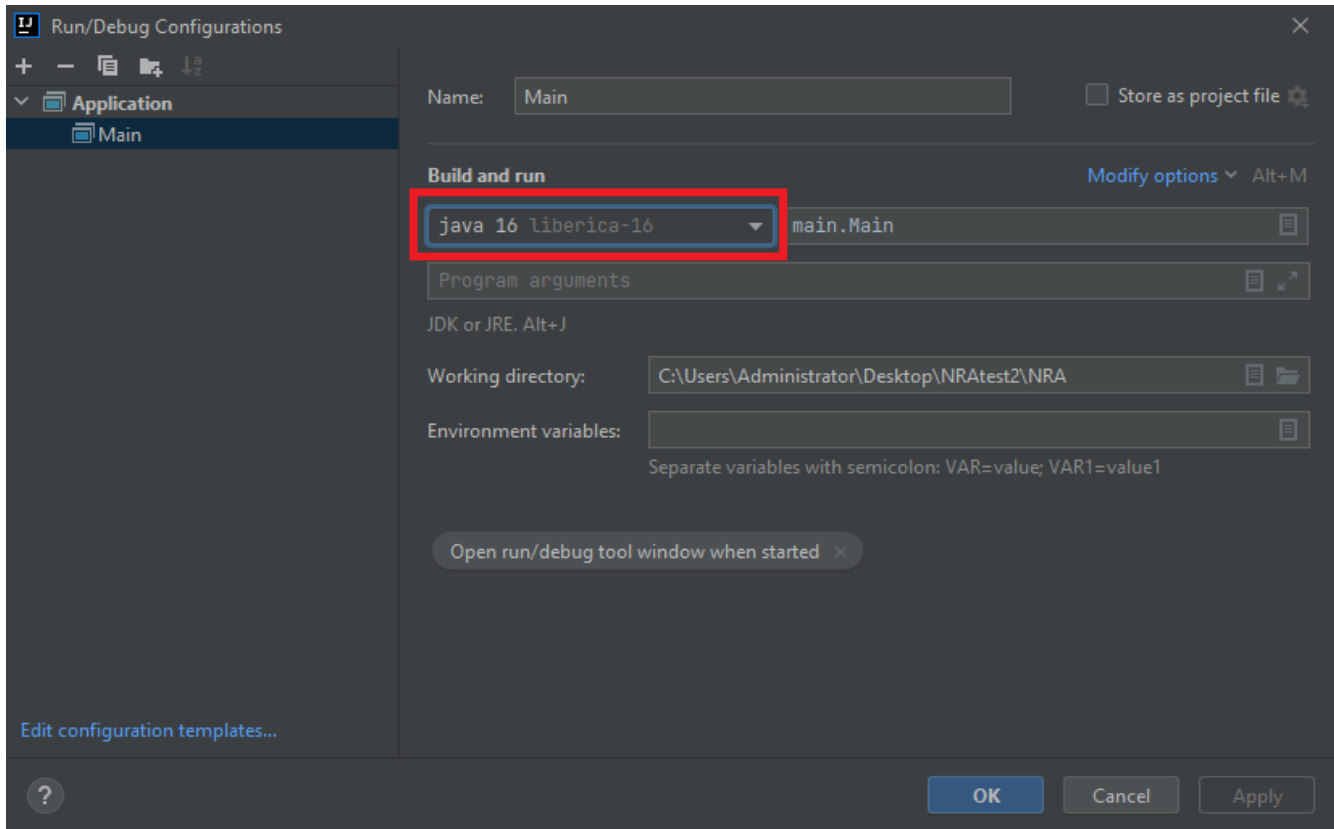 IJ Run/Debug Configurations
Application
Main
Name: Main Store as project file
Build and run Modify options Alt+M
java 16 liberica-16 main.Main
Program arguments
JDK or JRE. Alt+J
Working directory: C:\Users\Administrator\Desktop\NRAtest2\NRA
Environment variables:
Separate variables with semicolon: VAR=value; VAR1=value1
Open run/debug tool window when started
Edit configuration templates...
? OK Cancel Apply